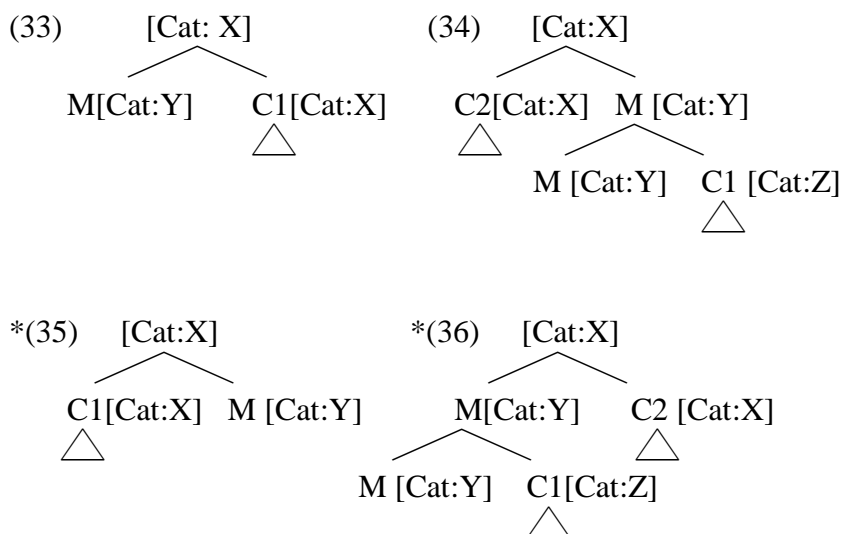 (33) [Cat: X] (34) [Cat:X]
M[Cat:Y] C1[Cat:X] C2[Cat:X] M [Cat:Y]
M [Cat:Y] C1 [Cat:Z]
*(35) [Cat:X] *(36) [Cat:X]
C1[Cat:X] M [Cat:Y] M[Cat:Y] C2 [Cat:X]
M [Cat:Y] C1[Cat:Z]